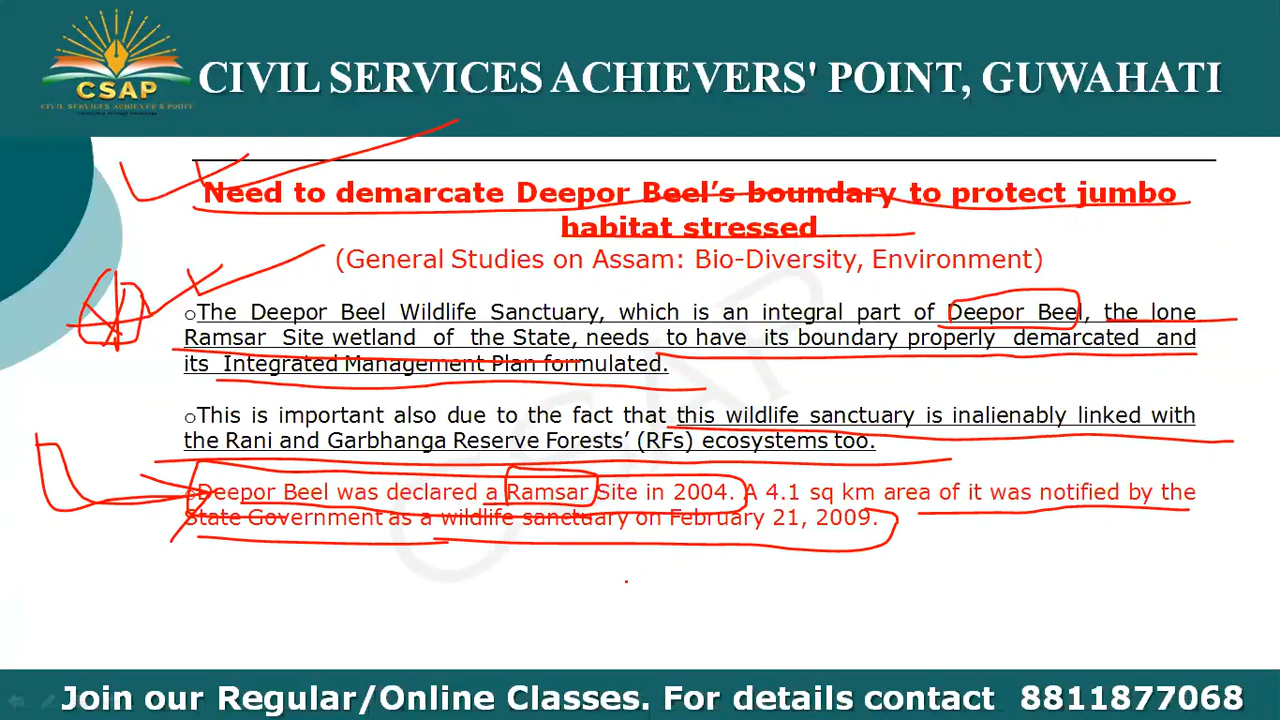 CSAP
CIVIL SERVICES ACHIEVER'S POINT
CIVIL SERVICES ACHIEVERS' POINT, GUWAHATI
Need to demarcate Deepor Beel's boundary to protect jumbo
habitat stressed
(General Studies on Assam: Bio-Diversity, Environment)
oThe Deepor Beel Wildlife Sanctuary, which is an integral part of Deepor Beel, the lone
Ramsar Site wetland of the State, needs to have its boundary properly demarcated and
its Integrated Management Plan formulated.
oThis is important also due to the fact that this wildlife sanctuary is inalienably linked with
the Rani and Garbhanga Reserve Forests' (RFs) ecosystems too.
oDeepor Beel was declared a Ramsar Site in 2004. A 4.1 sq km area of it was notified by the
State Government as a wildlife sanctuary on February 21, 2009.
CSAP
Join our Regular/Online Classes. For details contact 8811877068